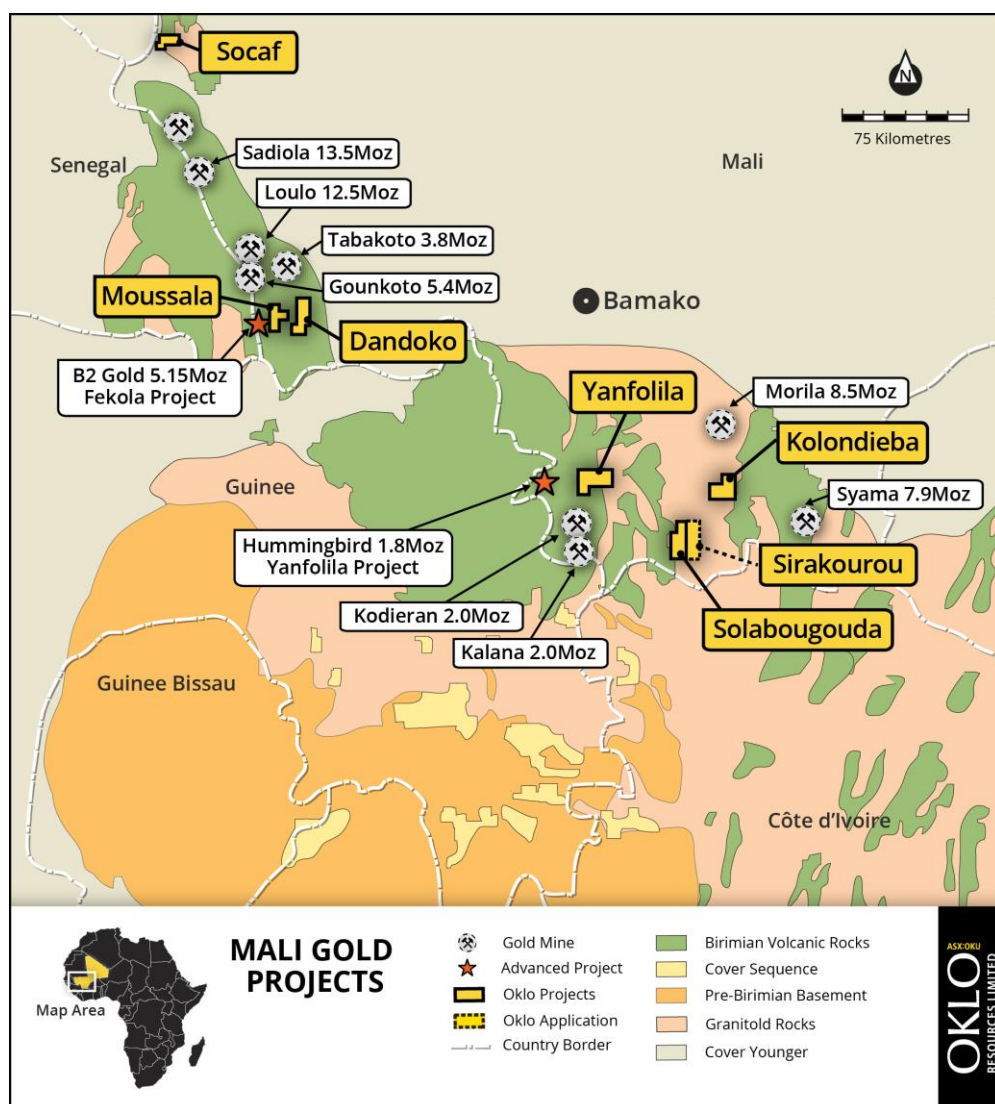 Socaf
N
75 Kilometres
Senegal
Sadiola 13.5Moz
Mali
Loulo 12.5Moz
Tabakoto 3.8Moz
Gounkoto 5.4Moz
Moussala
Bamako
Dandoko
B2 Gold 5.15Moz
Fekola Project
Yanfolila
Morila 8.5Moz
Kolondieba
Guinee
Syama 7.9Moz
Hummingbird 1.8Moz
Yanfolila Project
Sirakourou
Kodieran 2.0Moz
Solabougouda
Kalana 2.0Moz
Guinee Bissau
Côte d'Ivoire
MALI GOLD
PROJECTS
Map Area
Gold Mine
Advanced Project
Oklo Projects
Oklo Application
Country Border
Birimian Volcanic Rocks
Cover Sequence
Pre-Birimian Basement
Granitold Rocks
Cover Younger
ASX:OKU
OKLO
RESOURCES LIMITED